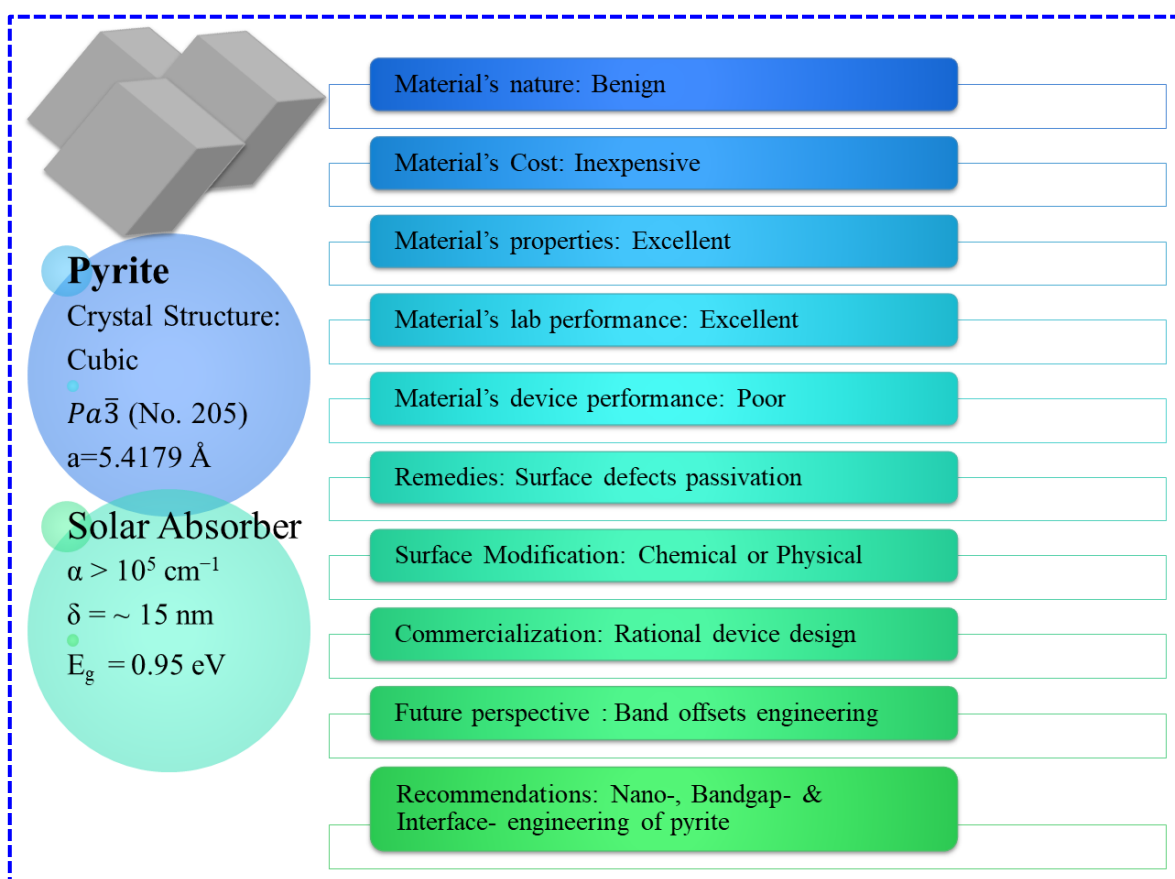 Pyrite
Crystal Structure:
Cubic
𝑃𝑎3̄ (No. 205)
a=5.4179 Å
Solar Absorber
α > 10⁵ cm⁻¹
δ = ~ 15 nm
E₉ = 0.95 eV
Material’s nature: Benign
Material’s Cost: Inexpensive
Material’s properties: Excellent
Material’s lab performance: Excellent
Material’s device performance: Poor
Remedies: Surface defects passivation
Surface Modification: Chemical or Physical
Commercialization: Rational device design
Future perspective : Band offsets engineering
Recommendations: Nano-, Bandgap- &
Interface- engineering of pyrite